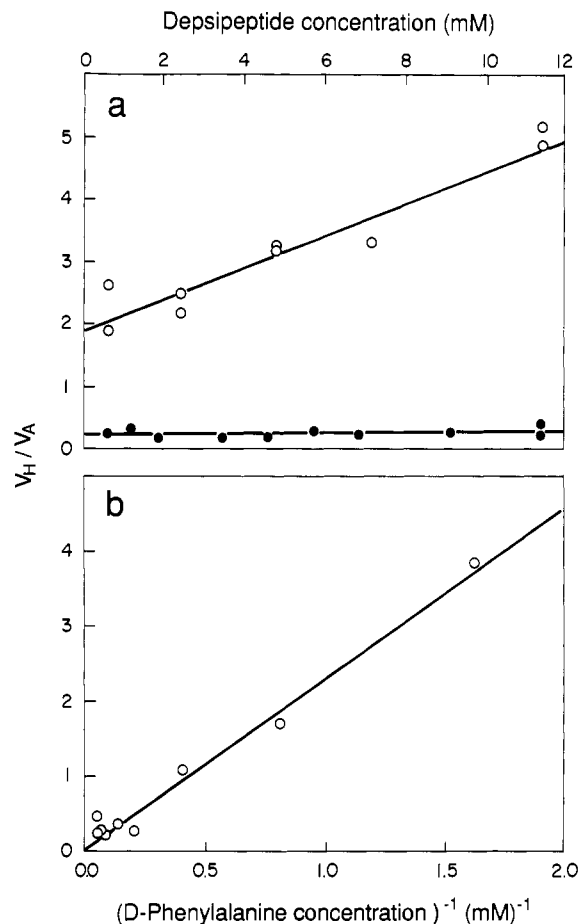 Depsipeptide concentration (mM)
0 2 4 6 8 10 12
a
5
4
3
2
1
0
V_H / V_A
b
4
3
2
1
0
0.0 0.5 1.0 1.5 2.0
(D-Phenylalanine concentration )⁻¹ (mM)⁻¹